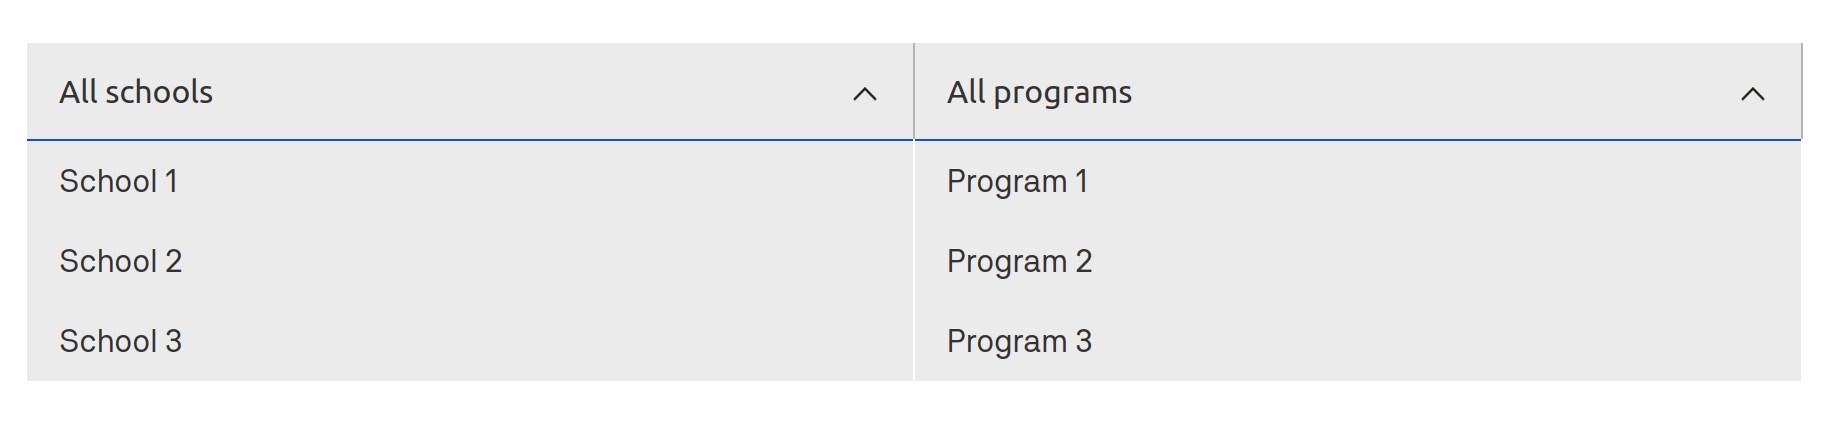 All schools
School 1
School 2
School 3
All programs
Program 1
Program 2
Program 3